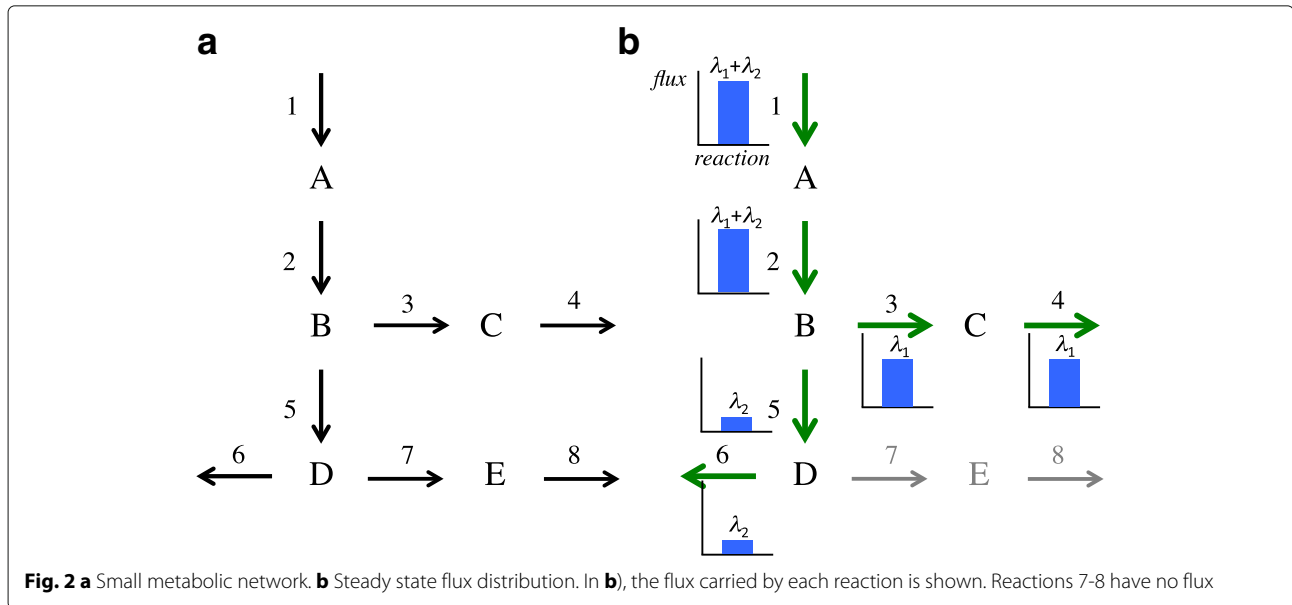 a
1
A
2
B
3
C
4
5
6
D
7
E
8
b
flux
λ1+λ2
1
reaction
A
λ1+λ2
2
B
3
C
4
λ1
λ1
λ2
5
6
D
7
E
8
λ2
Fig. 2 a Small metabolic network. b Steady state flux distribution. In b), the flux carried by each reaction is shown. Reactions 7-8 have no flux